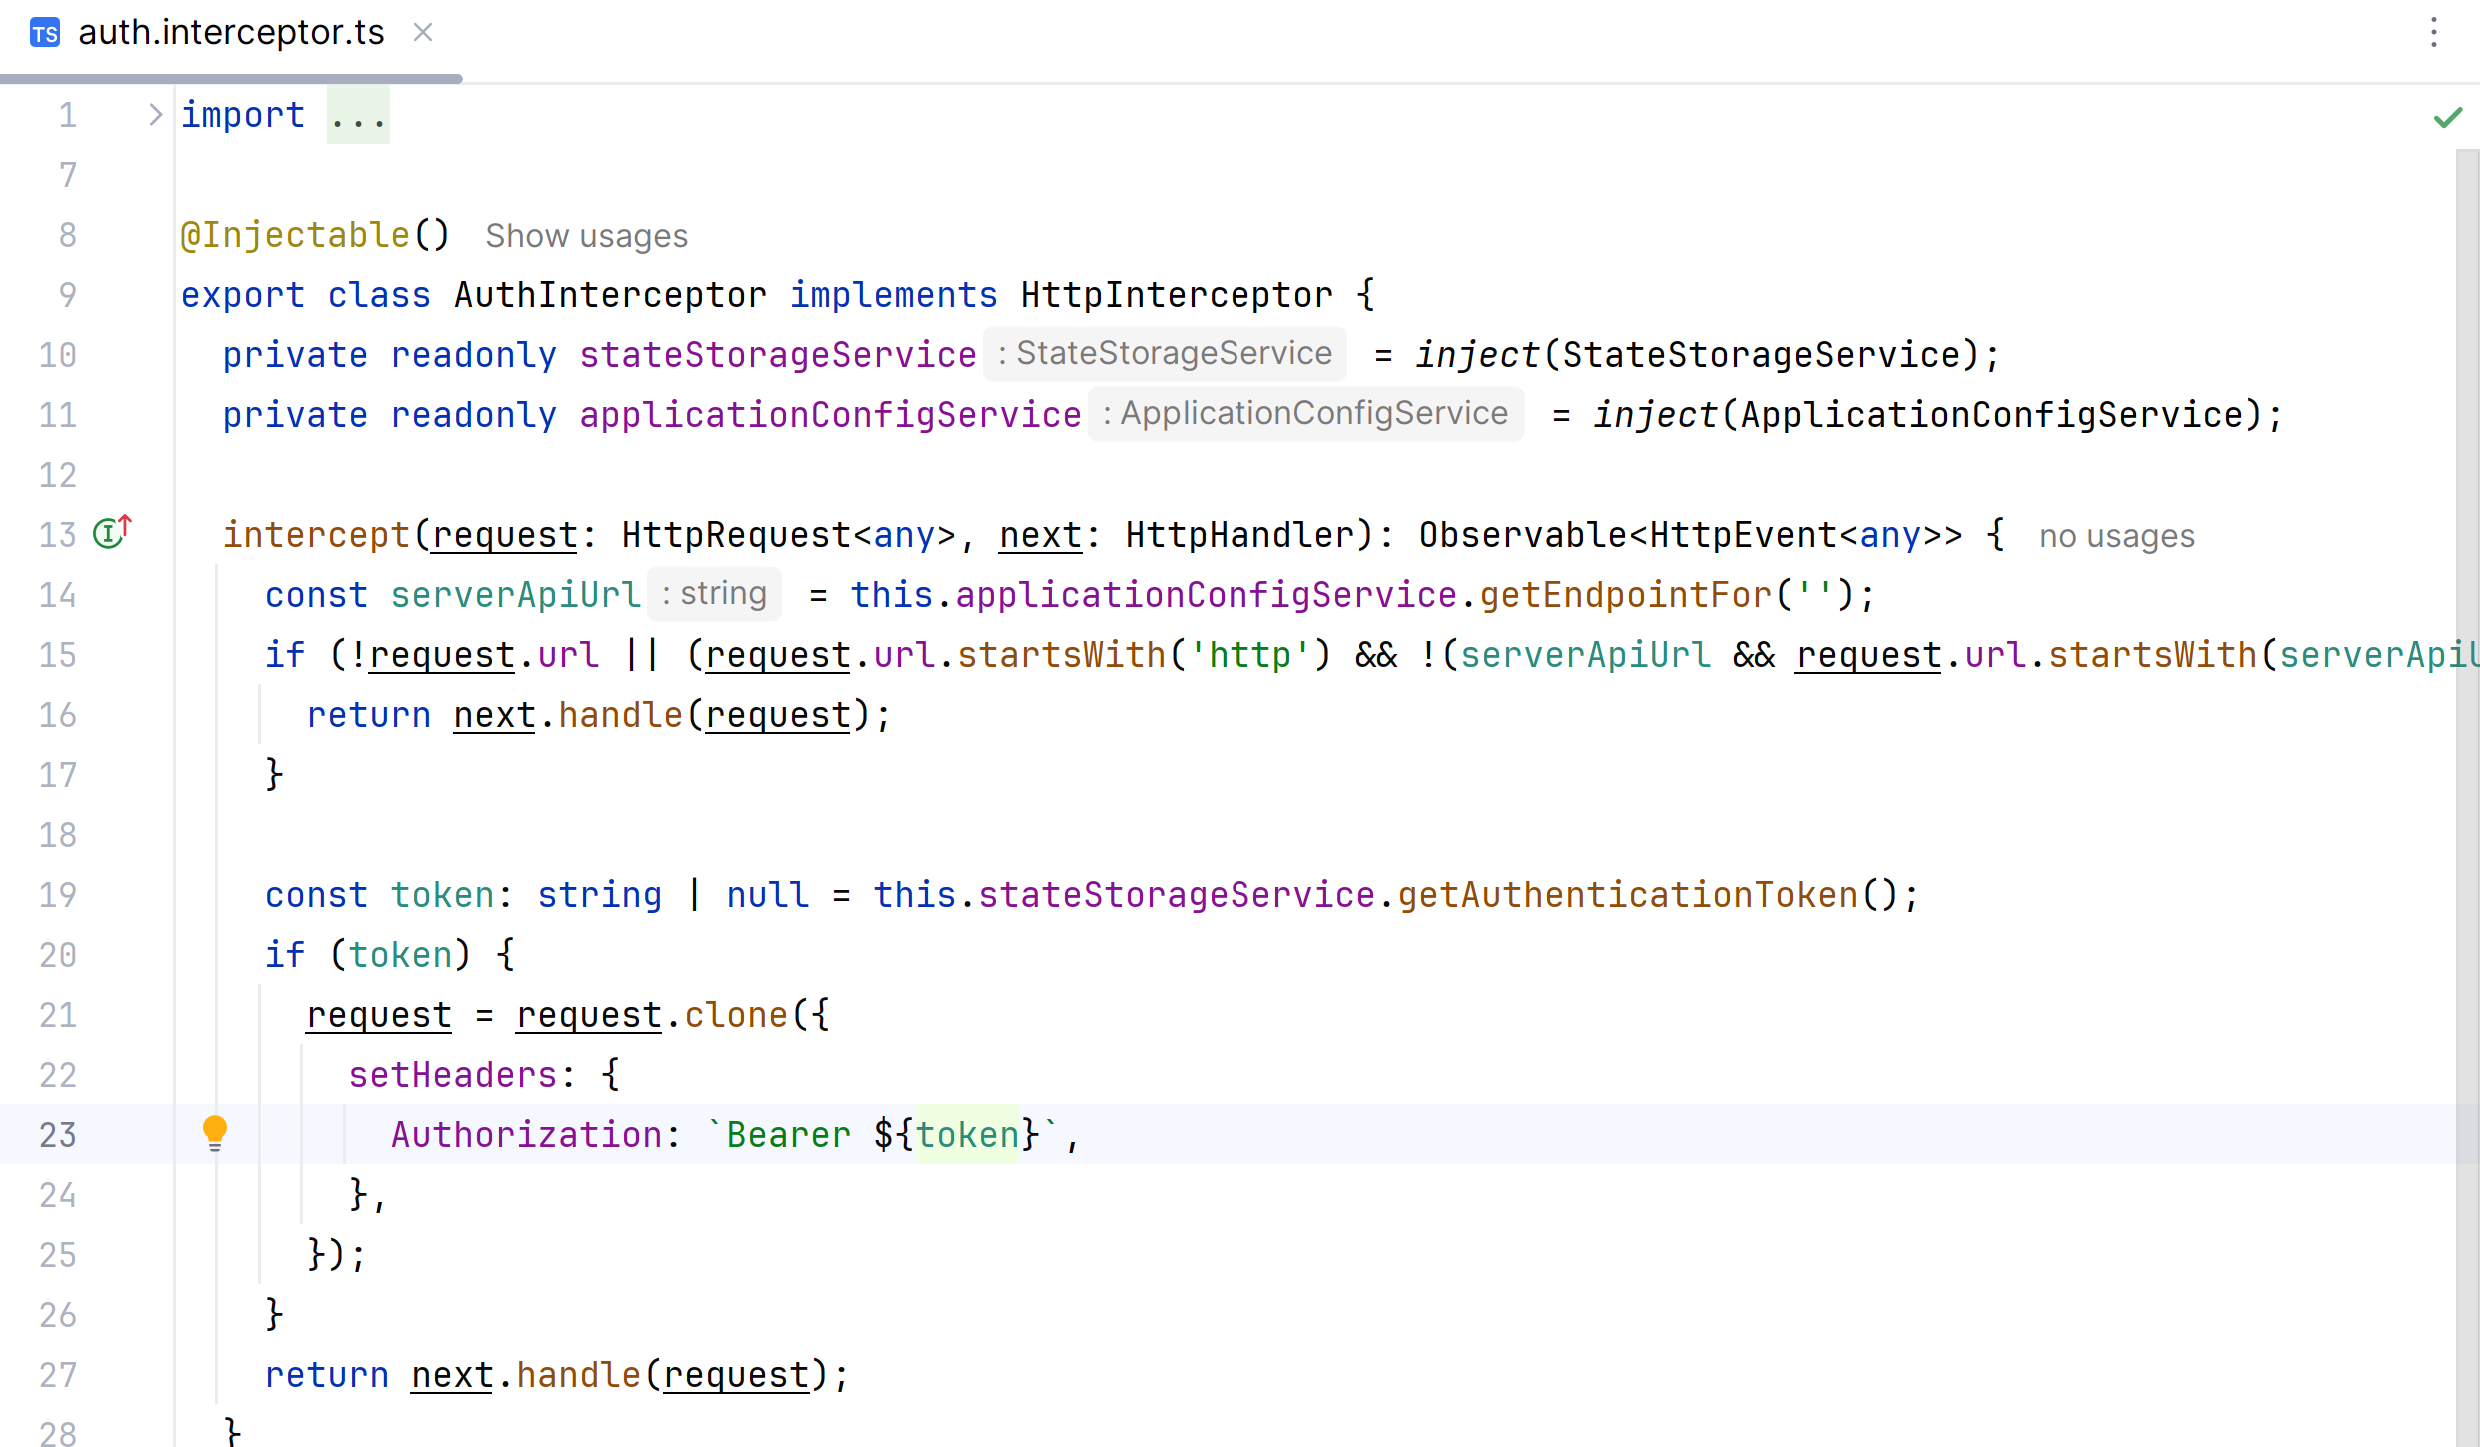 TS auth.interceptor.ts
1 import ...
7
8 @Injectable() Show usages
9 export class AuthInterceptor implements HttpInterceptor {
10 private readonly stateStorageService : StateStorageService = inject(StateStorageService);
11 private readonly applicationConfigService : ApplicationConfigService = inject(ApplicationConfigService);
12
13 intercept(request: HttpRequest<any>, next: HttpHandler): Observable<HttpEvent<any>> { no usages
14 const serverApiUrl : string = this.applicationConfigService.getEndpointFor('');
15 if (!request.url || (request.url.startsWith('http') && !(serverApiUrl && request.url.startsWith(serverApiU
16 return next.handle(request);
17 }
18
19 const token: string | null = this.stateStorageService.getAuthenticationToken();
20 if (token) {
21 request = request.clone({
22 setHeaders: {
23 Authorization: `Bearer ${token}`,
24 },
25 });
26 }
27 return next.handle(request);
28 }